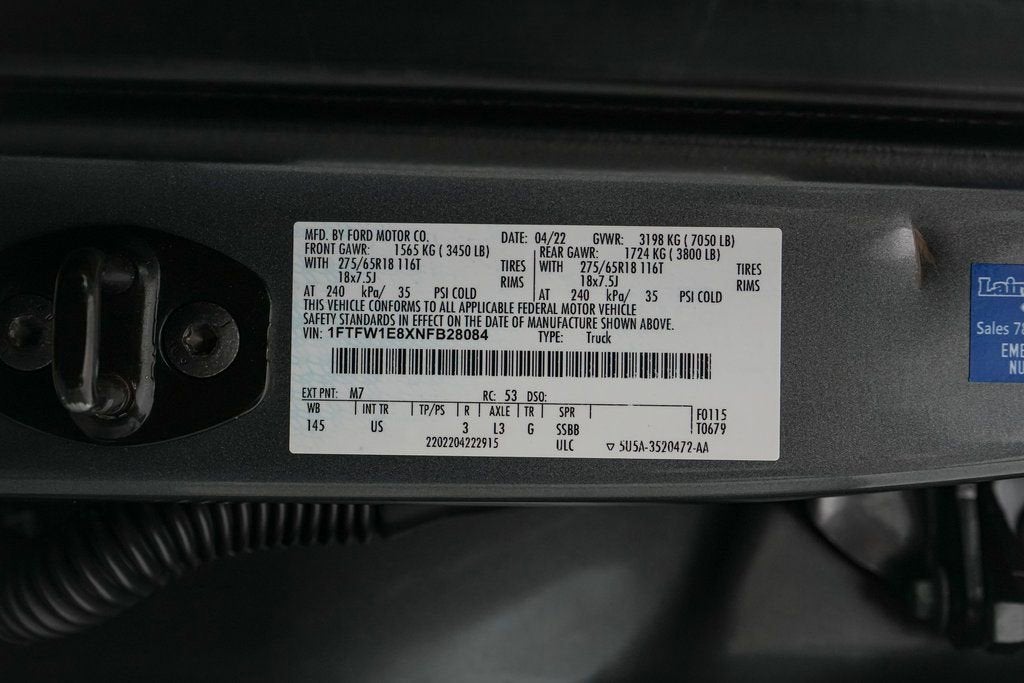 MFD. BY FORD MOTOR CO. DATE: 04/22 GVWR: 3198 KG ( 7050 LB)
FRONT GAWR: 1565 KG ( 3450 LB) REAR GAWR: 1724 KG ( 3800 LB)
WITH 275/65R18 116T TIRES WITH 275/65R18 116T TIRES
18x7.5J RIMS 18x7.5J RIMS
AT 240 kPa/ 35 PSI COLD AT 240 kPa/ 35 PSI COLD
THIS VEHICLE CONFORMS TO ALL APPLICABLE FEDERAL MOTOR VEHICLE
SAFETY STANDARDS IN EFFECT ON THE DATE OF MANUFACTURE SHOWN ABOVE.
VIN: 1FTFW1E8XNFB28084 TYPE: Truck
EXT PNT: M7 RC: 53 DSO:
WB INT TR TP/PS R AXLE TR SPR F0115
145 US 3 L3 G SSBB T0679
2202204222915 ULC ▽ 5U5A-3520472-AA
Sales 78